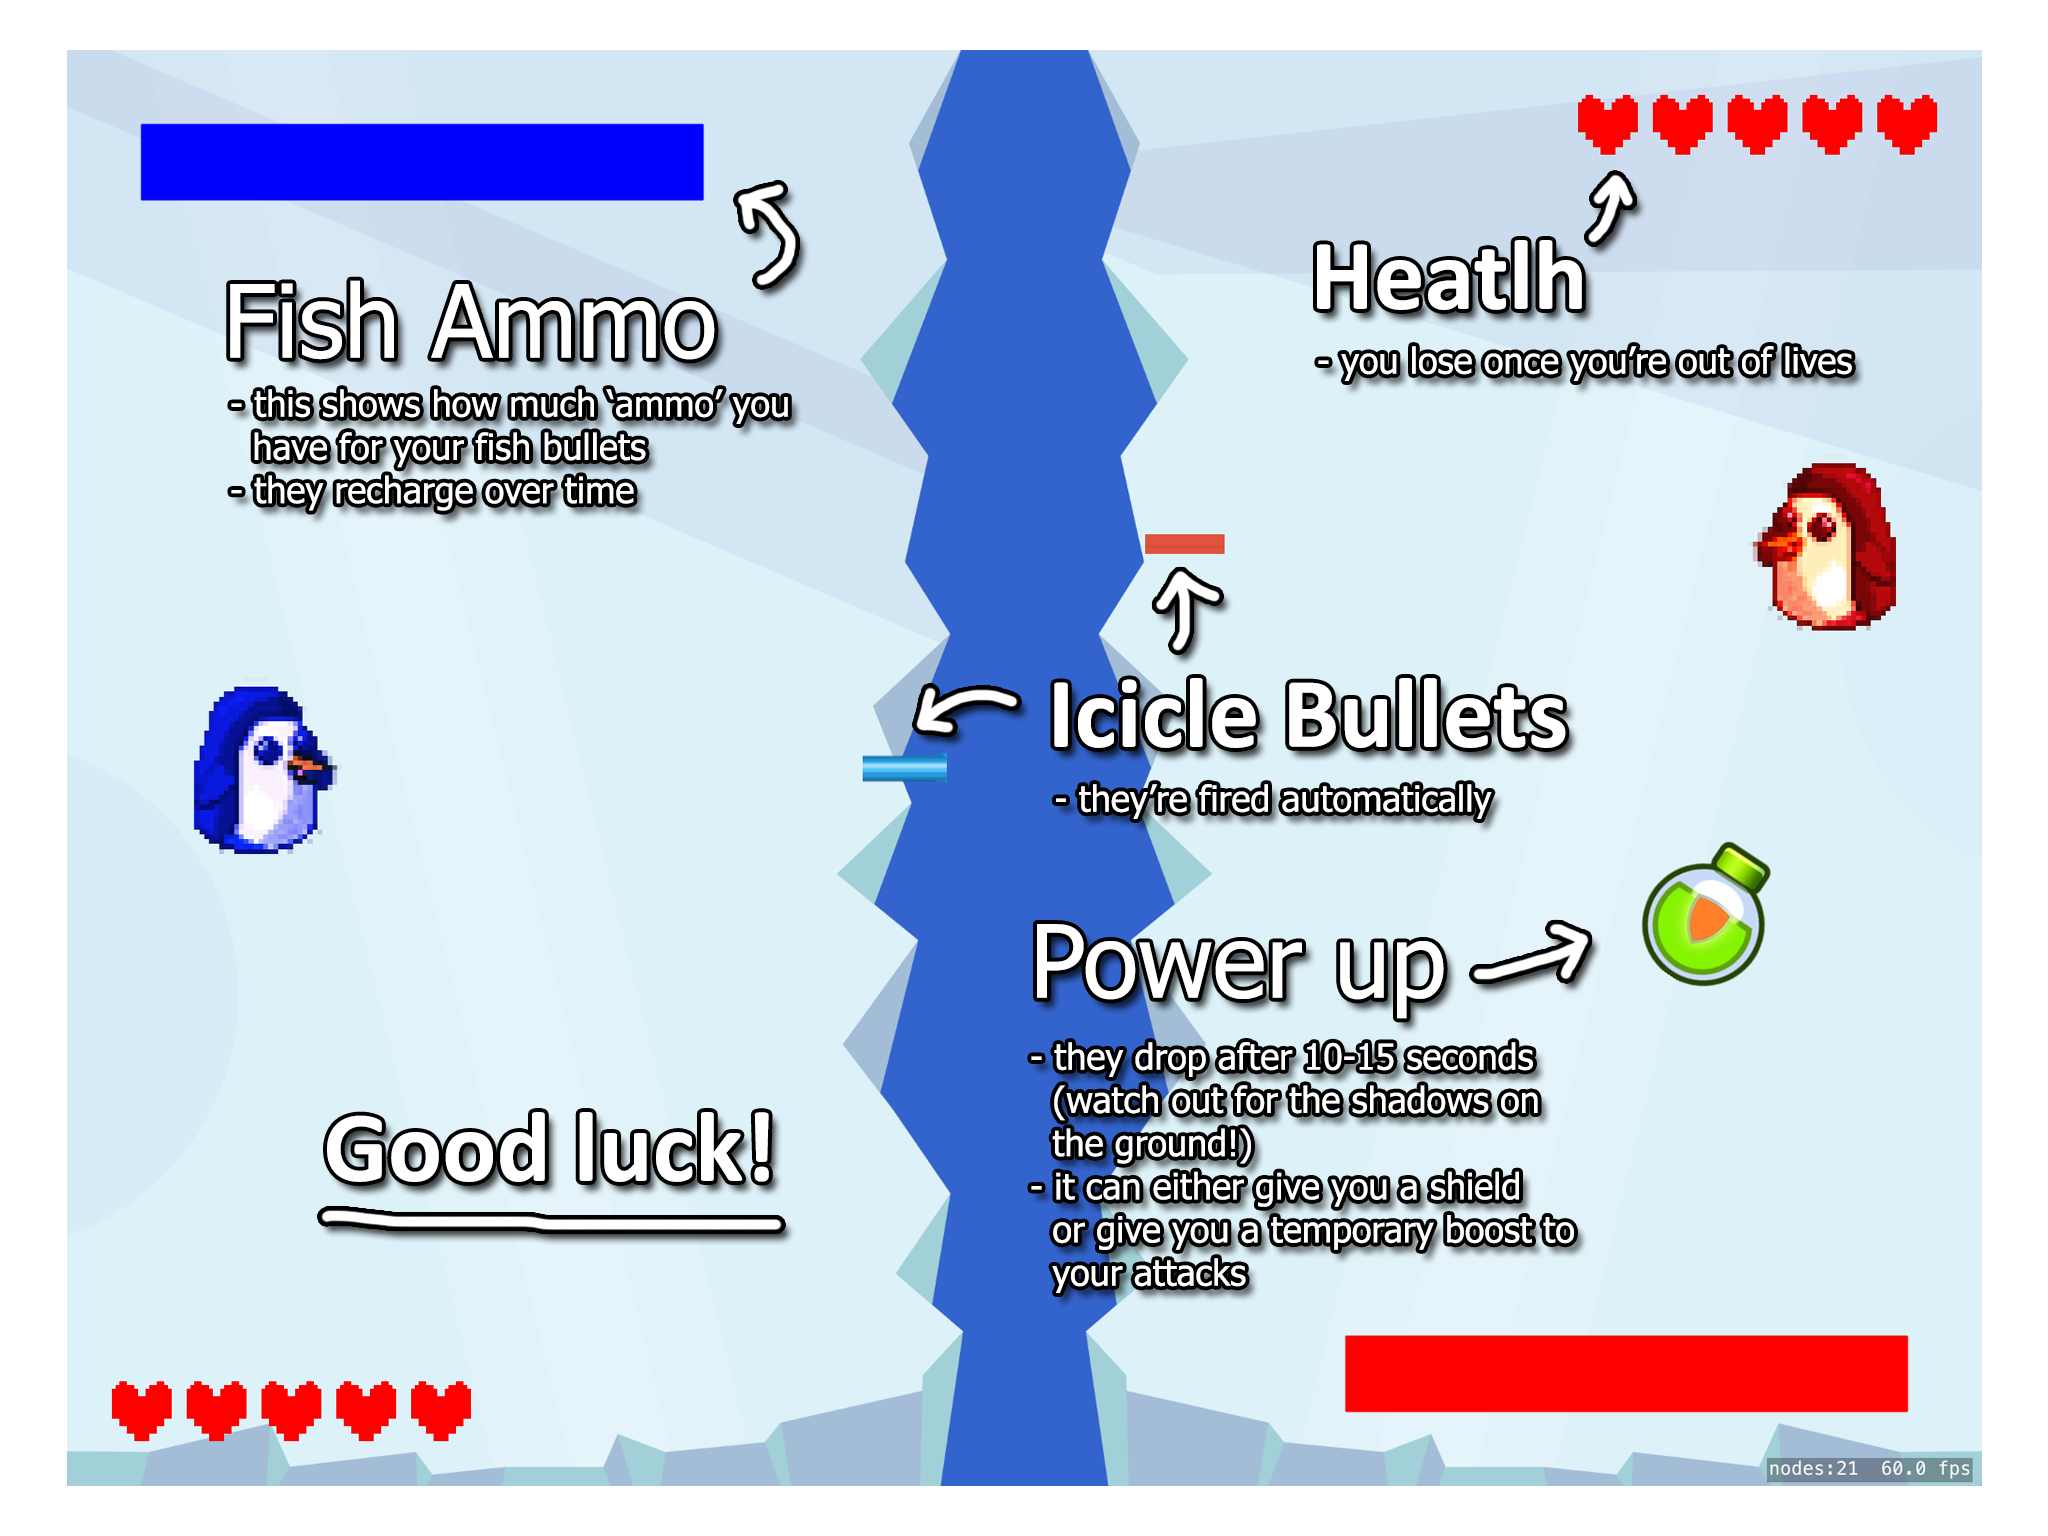 Fish Ammo
- this shows how much ‘ammo’ you
have for your fish bullets
- they recharge over time
Heatlh
- you lose once you’re out of lives
Icicle Bullets
- they’re fired automatically
Power up
- they drop after 10-15 seconds
(watch out for the shadows on
the ground!)
- it can either give you a shield
or give you a temporary boost to
your attacks
Good luck!
nodes:21 60.0 fps